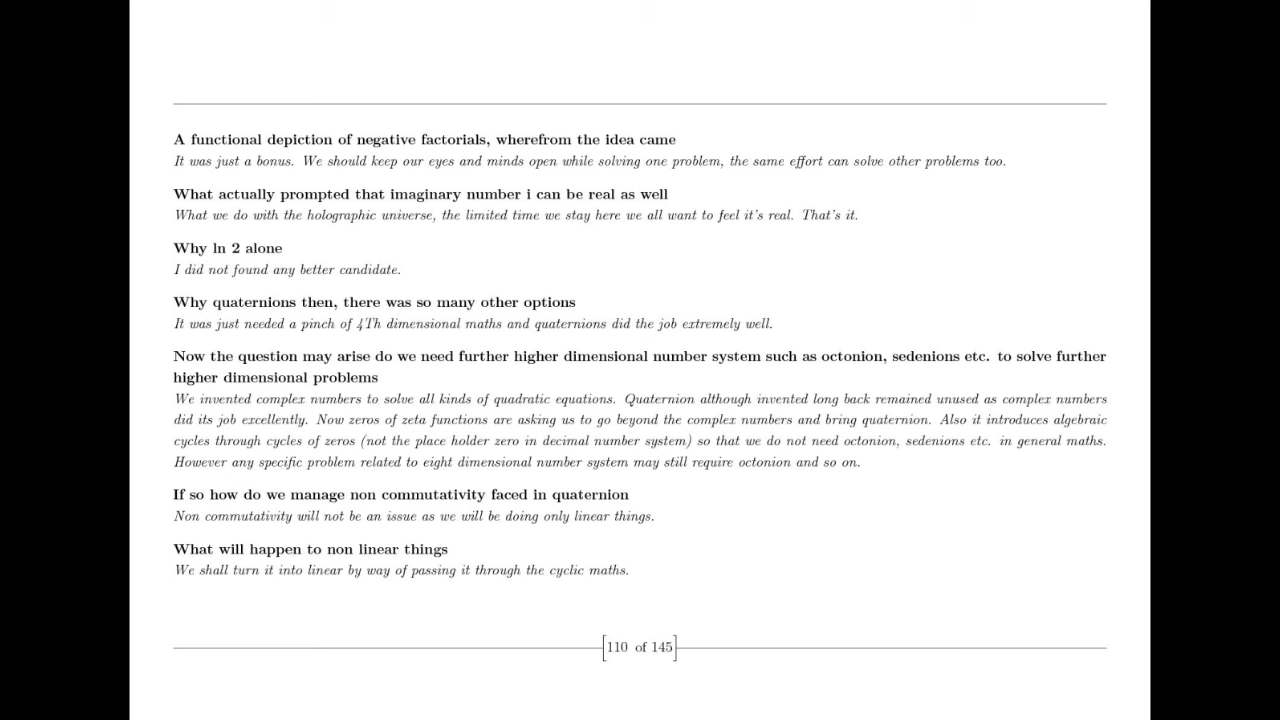 A functional depiction of negative factorials, wherefrom the idea came
It was just a bonus. We should keep our eyes and minds open while solving one problem, the same effort can solve other problems too.
What actually prompted that imaginary number i can be real as well
What we do with the holographic universe, the limited time we stay here we all want to feel it's real. That's it.
Why ln 2 alone
I did not found any better candidate.
Why quaternions then, there was so many other options
It was just needed a pinch of 4Th dimensional maths and quaternions did the job extremely well.
Now the question may arise do we need further higher dimensional number system such as octonion, sedenions etc. to solve further
higher dimensional problems
We invented complex numbers to solve all kinds of quadratic equations. Quaternion although invented long back remained unused as complex numbers
did its job excellently. Now zeros of zeta functions are asking us to go beyond the complex numbers and bring quaternion. Also it introduces algebraic
cycles through cycles of zeros (not the place holder zero in decimal number system) so that we do not need octonion, sedenions etc. in general maths.
However any specific problem related to eight dimensional number system may still require octonion and so on.
If so how do we manage non commutativity faced in quaternion
Non commutativity will not be an issue as we will be doing only linear things.
What will happen to non linear things
We shall turn it into linear by way of passing it through the cyclic maths.
[110 of 145]